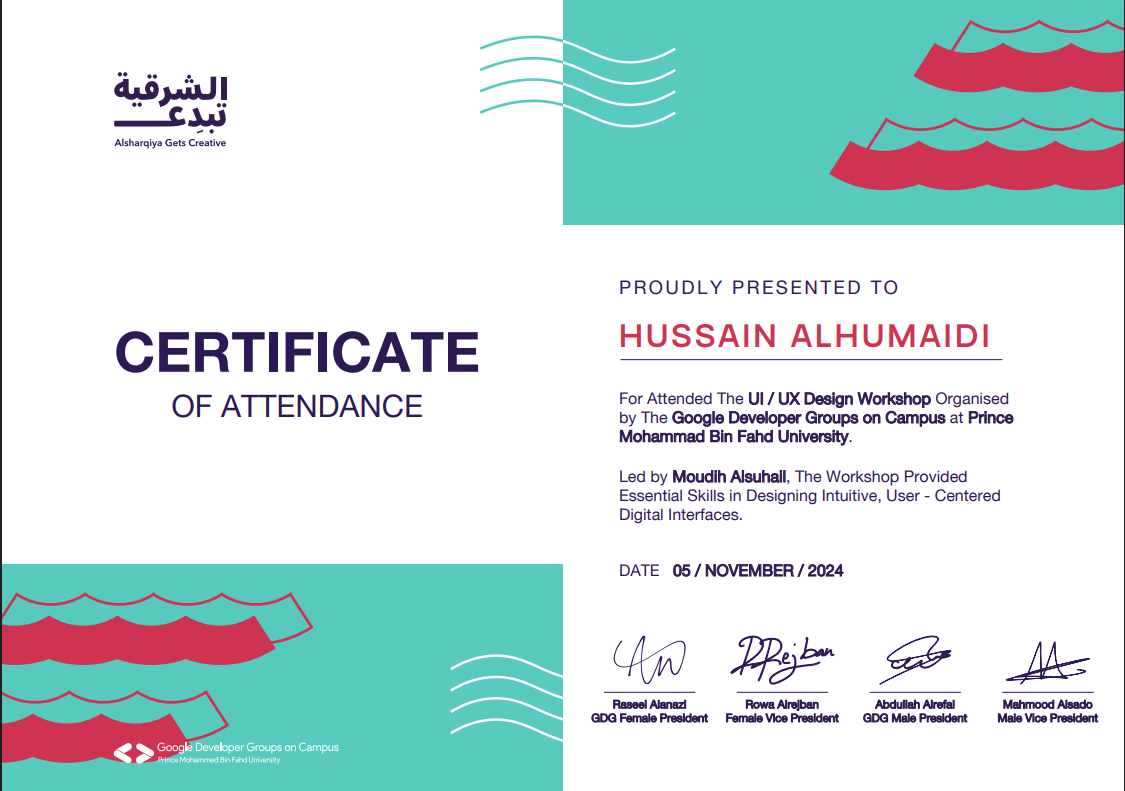 الشرقية
تبدِع
Alsharqiya Gets Creative
CERTIFICATE
OF ATTENDANCE
PROUDLY PRESENTED TO
HUSSAIN ALHUMAIDI
For Attended The UI / UX Design Workshop Organised
by The Google Developer Groups on Campus at Prince
Mohammad Bin Fahd University.
Led by Moudih Alsuhail, The Workshop Provided
Essential Skills in Designing Intuitive, User - Centered
Digital Interfaces.
DATE 05 / NOVEMBER / 2024
RRejban
Raseel Alanazi
GDG Female President
Rowa Alrejban
Female Vice President
Abdullah Alrefai
GDG Male President
Mahmood Alsado
Male Vice President
Google Developer Groups on Campus
Prince Mohammed Bin Fahd University